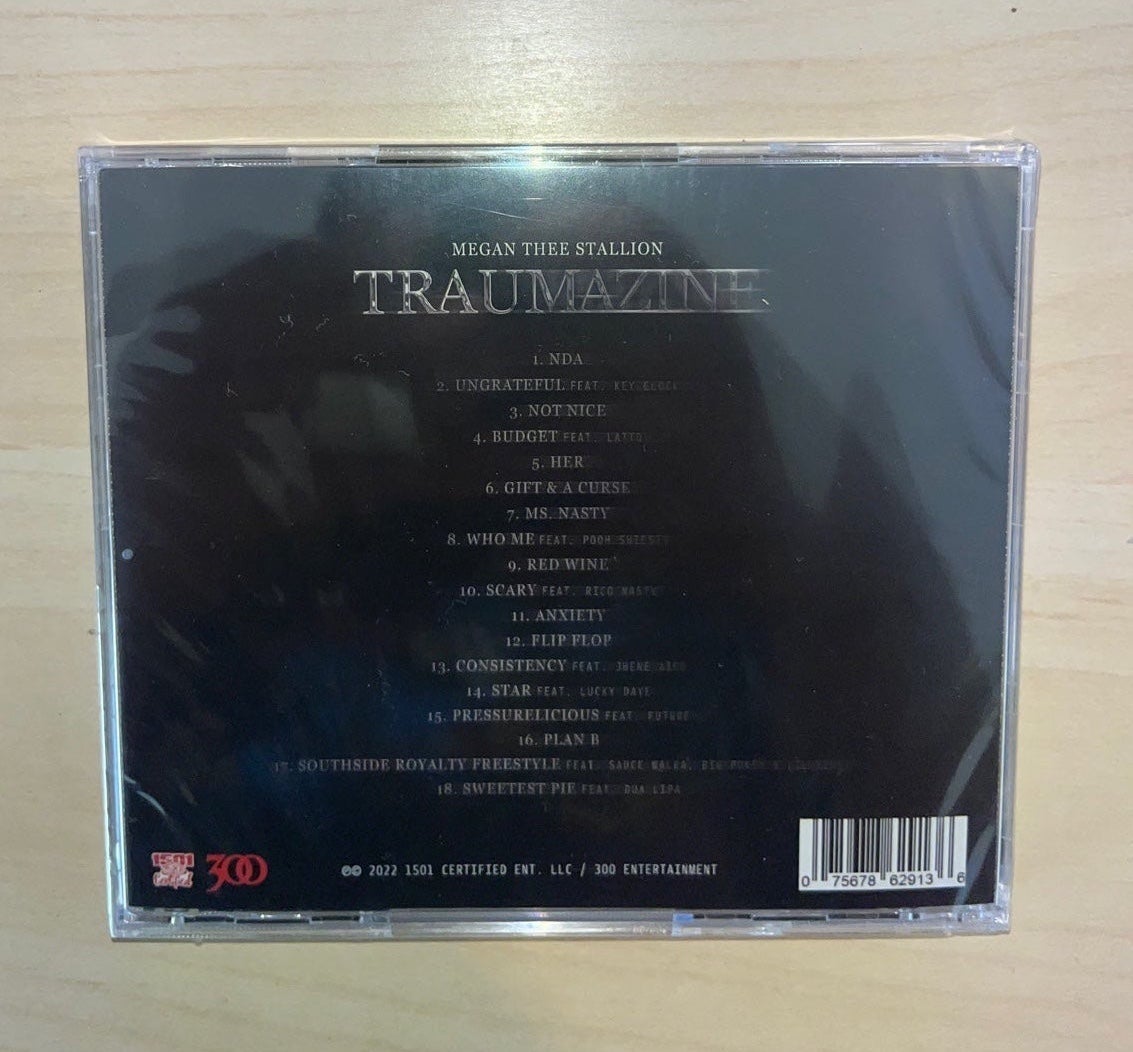 MEGAN THEE STALLION
TRAUMAZINE
1. NDA
2. UNGRATEFUL FEAT. KEY GLOCK
3. NOT NICE
4. BUDGET FEAT. LATTO
5. HER
6. GIFT & A CURSE
7. MS. NASTY
8. WHO ME FEAT. POOH SHIESTY
9. RED WINE
10. SCARY FEAT. RICO NASTY
11. ANXIETY
12. FLIP FLOP
13. CONSISTENCY FEAT. JHENE AIKO
14. STAR FEAT. LUCKY DAYE
15. PRESSURELICIOUS FEAT. FUTURE
16. PLAN B
17. SOUTHSIDE ROYALTY FREESTYLE FEAT. SAUCE WALKA, BIG POKEY &
18. SWEETEST PIE FEAT. DUA LIPA
1501 300 ℗© 2022 1501 CERTIFIED ENT. LLC / 300 ENTERTAINMENT
0 75678 62913 6